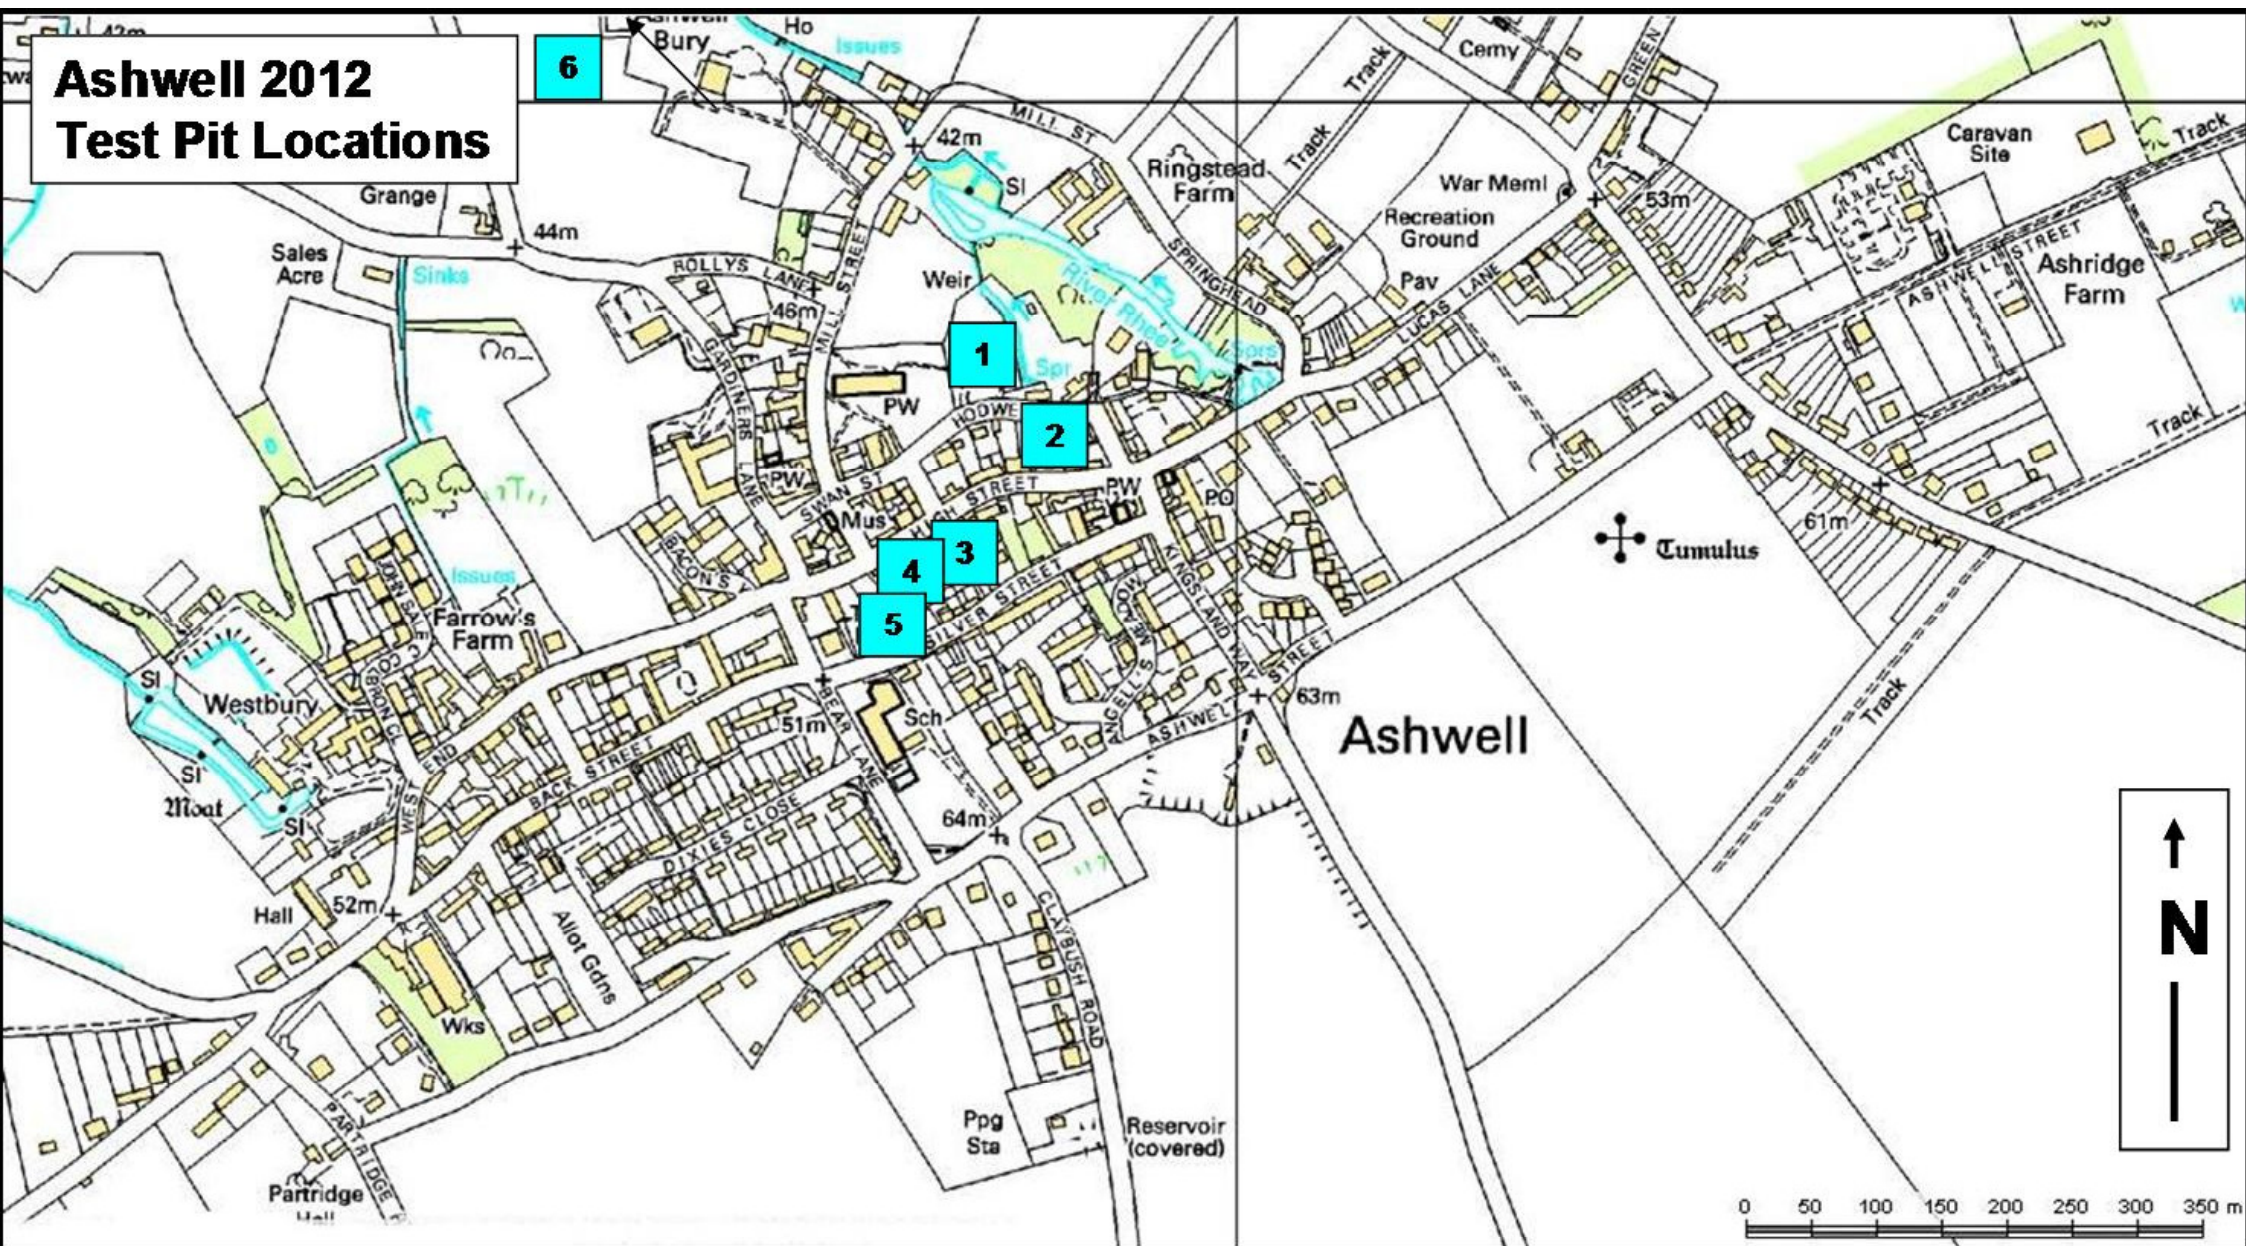 Ashwell 2012
Test Pit Locations
42m
6
Bury
Ho
Issues
Cemy
GREEN
Track
MILL ST
42m
SI
Ringstead
Farm
Track
War Meml
Recreation
Ground
53m
Caravan
Site
Track
Grange
44m
Sales
Acre
Sinks
ROLLYS LANE
MILL STREET
46m
Weir
River Rhee
SPRINGHEAD
Pav
LUCAS LANE
ASHWELL STREET
Ashridge
Farm
1
Spr
Sprs
PW
GARDINERS LANE
PW
2
SWAN ST
HIGH STREET
Mus
PW
PO
Track
61m
Tumulus
3
4
5
BACON'S
SILVER STREET
KINGSLAND WAY
ANGELL'S MEADOW
Issues
Farrow's
Farm
SI
Westbury
SI
Moat
SI
WEST END
BACK STREET
51m
BEAR LANE
Sch
ASHWELL STREET
63m
Ashwell
Track
DIXIES CLOSE
64m
Hall
52m
Allot Gdns
CLAYBUSH ROAD
Wks
N
PARTRIDGE
Partridge
Hall
Ppg
Sta
Reservoir
(covered)
0 50 100 150 200 250 300 350 m